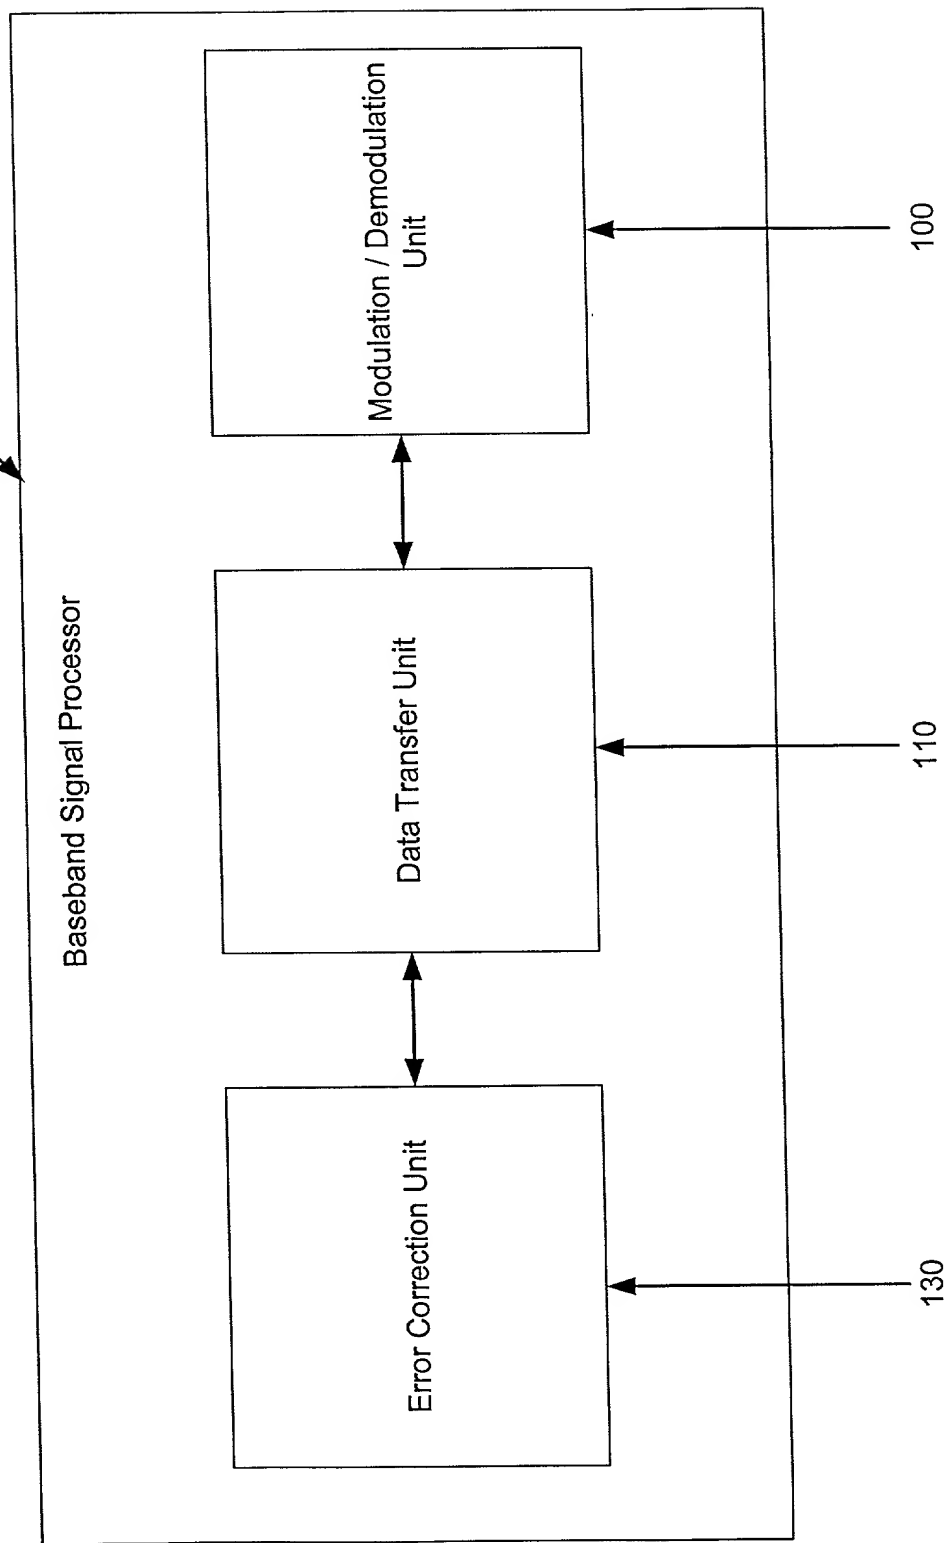 Baseband Signal Processor
Error Correction Unit
Data Transfer Unit
Modulation / Demodulation
Unit
130
110
100